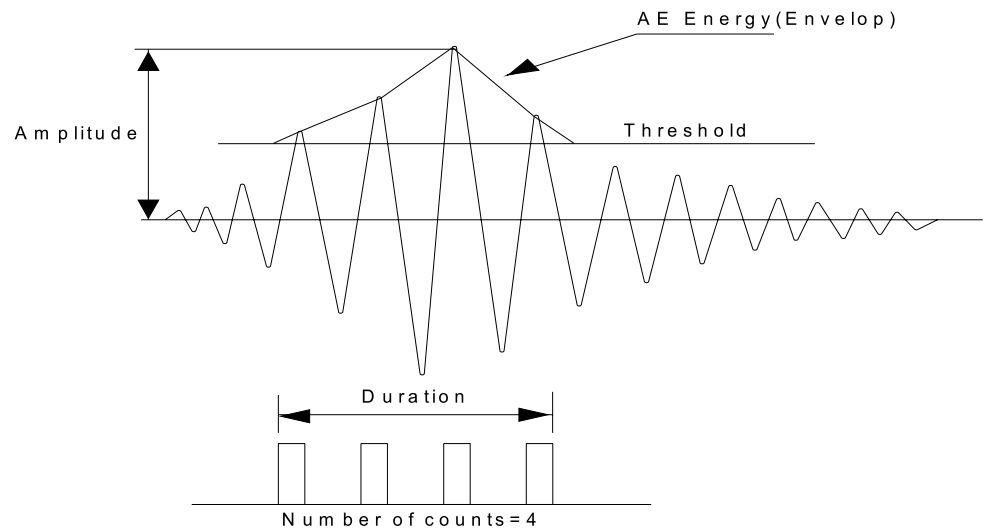 AE Energy(Envelop)
Amplitude
Threshold
Duration
Number of counts=4